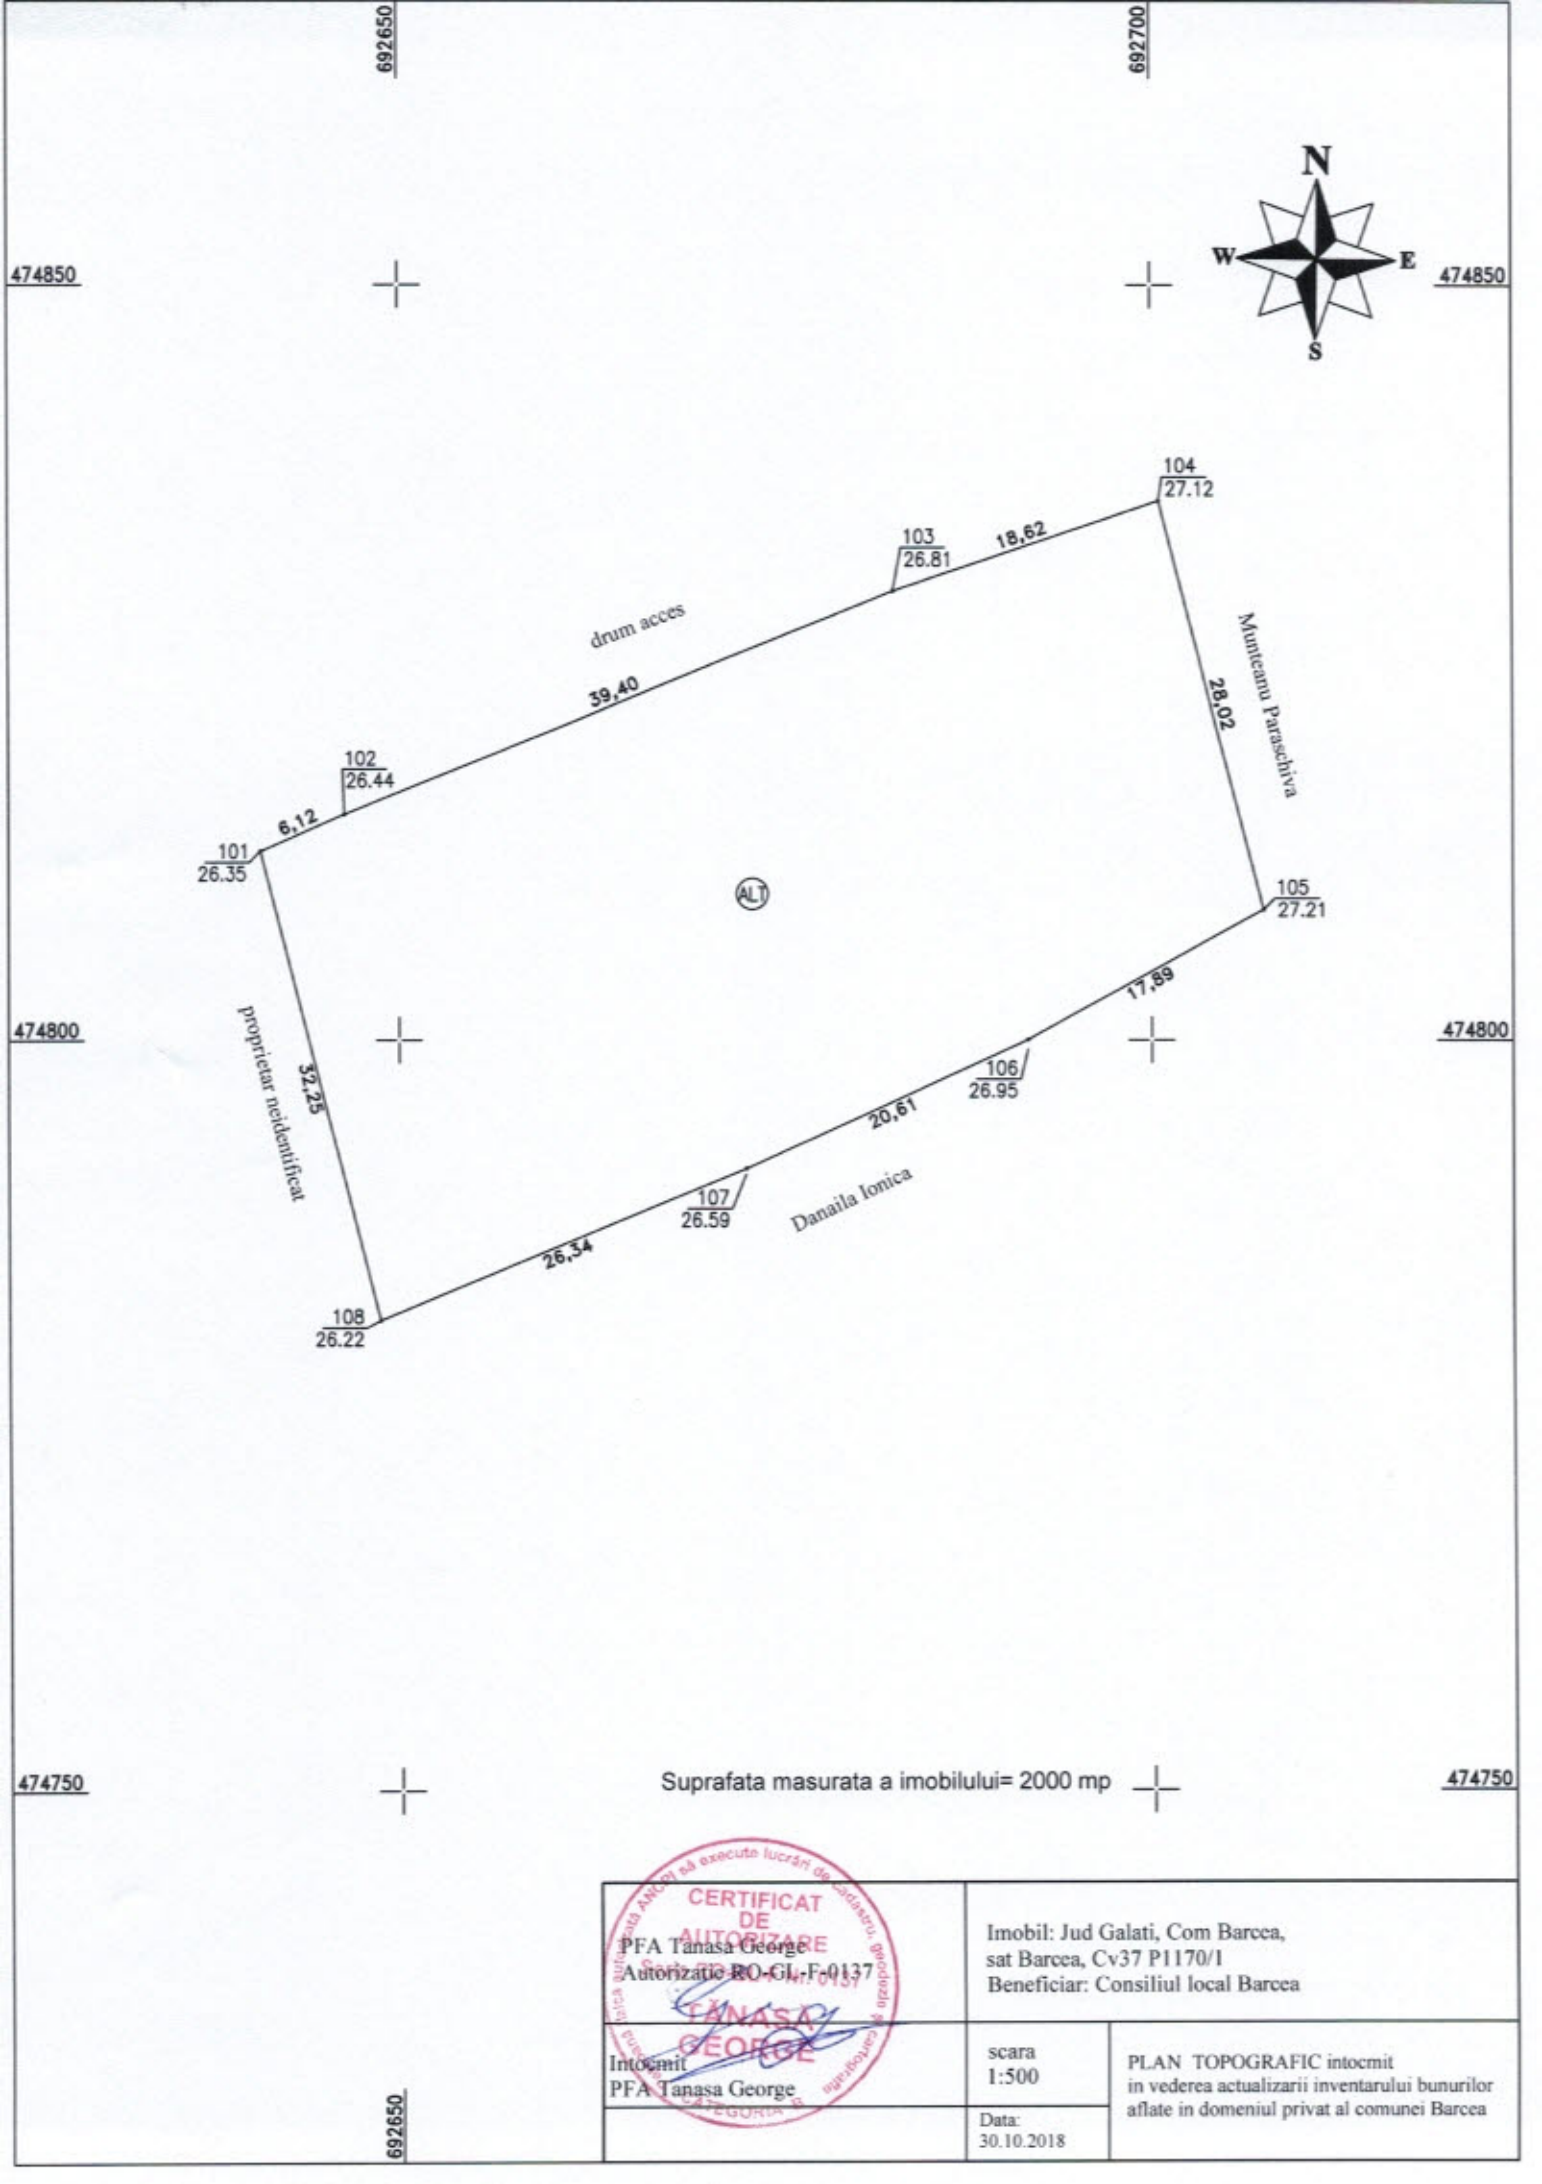 692650
692700
N
W
E
S
474850
474850
104
27.12
103
26.81
18,62
drum acces
39,40
Munteanu Paraschiva
28,02
102
26.44
6,12
101
26.35
ALT
105
27.21
17,89
474800
474800
proprietar neidentificat
32,25
106
26.95
20,61
Danaila Ionica
107
26.59
26,34
108
26.22
474750
474750
Suprafata masurata a imobilului= 2000 mp
CERTIFICAT
DE
AUTORIZARE
TĂNASĂ
GEORGE
CATEGORIA B
PFA Tanasa George
Autorizatie RO-GL-F-0137
Intocmit
PFA Tanasa George
Imobil: Jud Galati, Com Barcea,
sat Barcea, Cv37 P1170/1
Beneficiar: Consiliul local Barcea
scara
1:500
Data:
30.10.2018
PLAN TOPOGRAFIC intocmit
in vederea actualizarii inventarului bunurilor
aflate in domeniul privat al comunei Barcea
692650